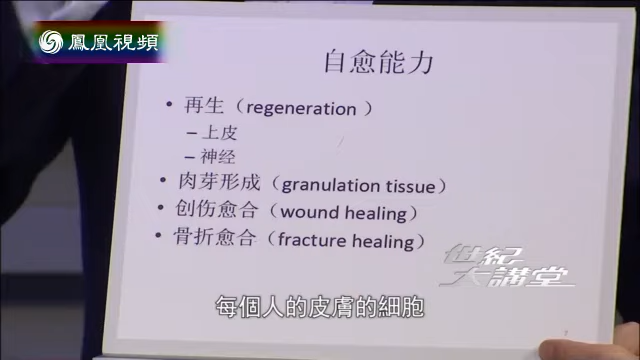 鳳凰視頻
自愈能力
• 再生（regeneration ）
–上皮
–神经
• 肉芽形成（granulation tissue）
• 创伤愈合（wound healing）
• 骨折愈合（fracture healing）
世紀
大講堂
每個人的皮膚的細胞
7